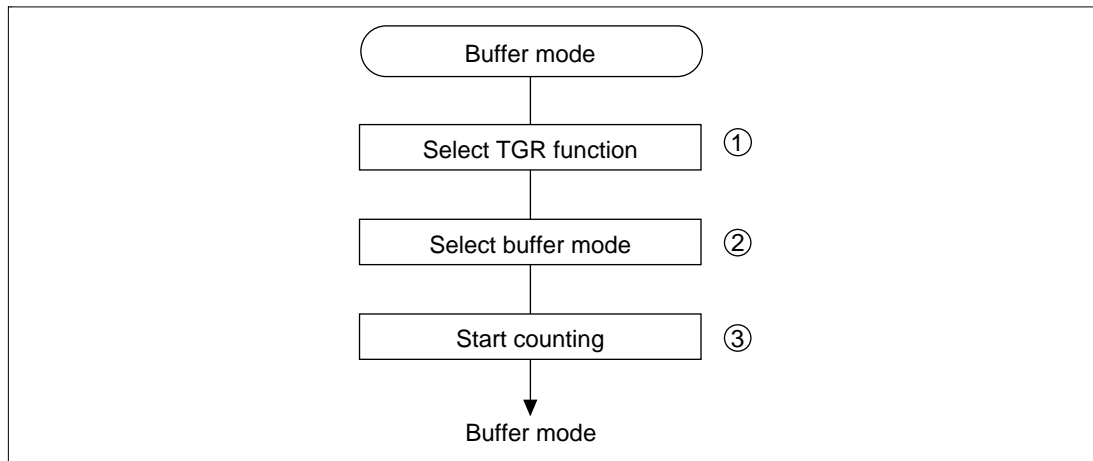 Buffer mode
Select TGR function ①
Select buffer mode ②
Start counting ③
Buffer mode